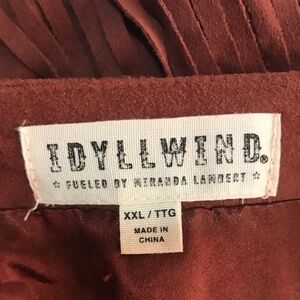 IDYLLWIND®
☆ FUELED BY MIRANDA LAMBERT ☆
XXL/TTG
MADE IN
CHINA